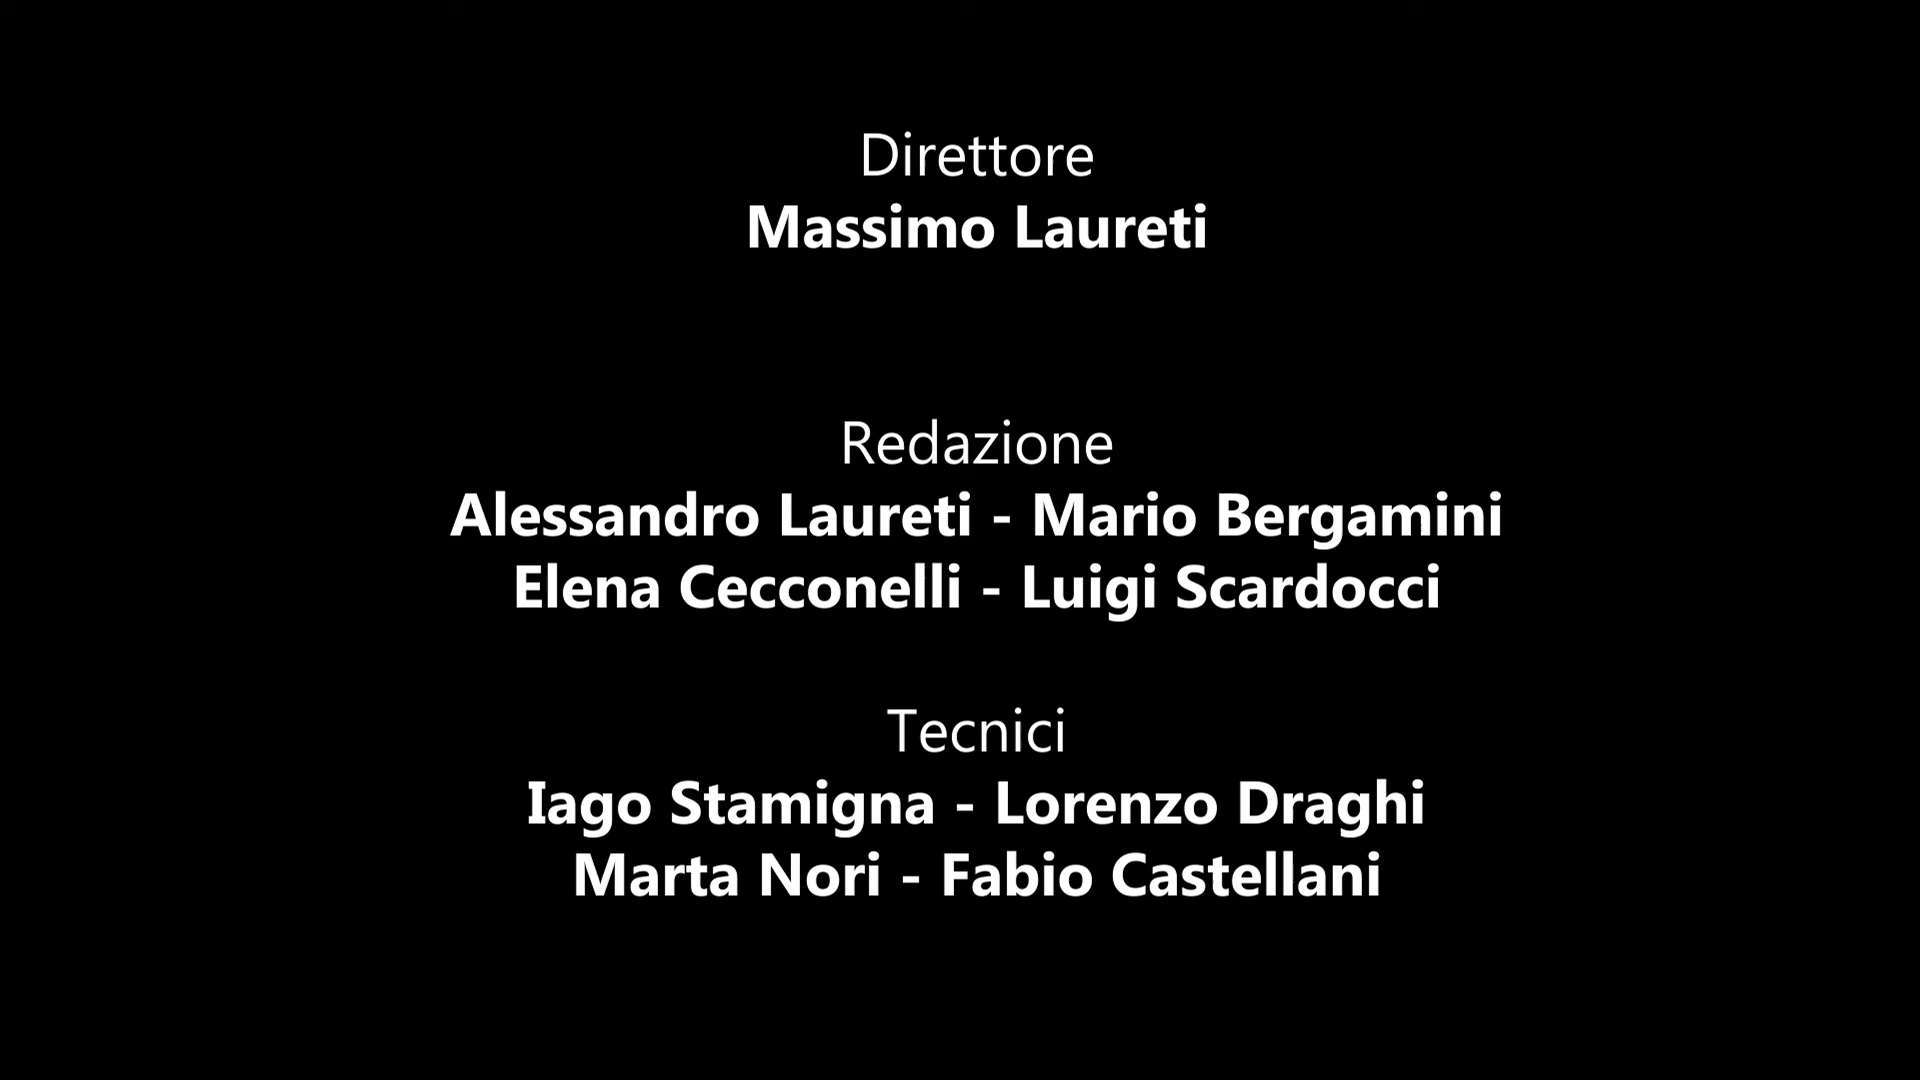 Direttore
Massimo Laureti
Redazione
Alessandro Laureti - Mario Bergamini
Elena Cecconelli - Luigi Scardocci
Tecnici
Iago Stamigna - Lorenzo Draghi
Marta Nori - Fabio Castellani